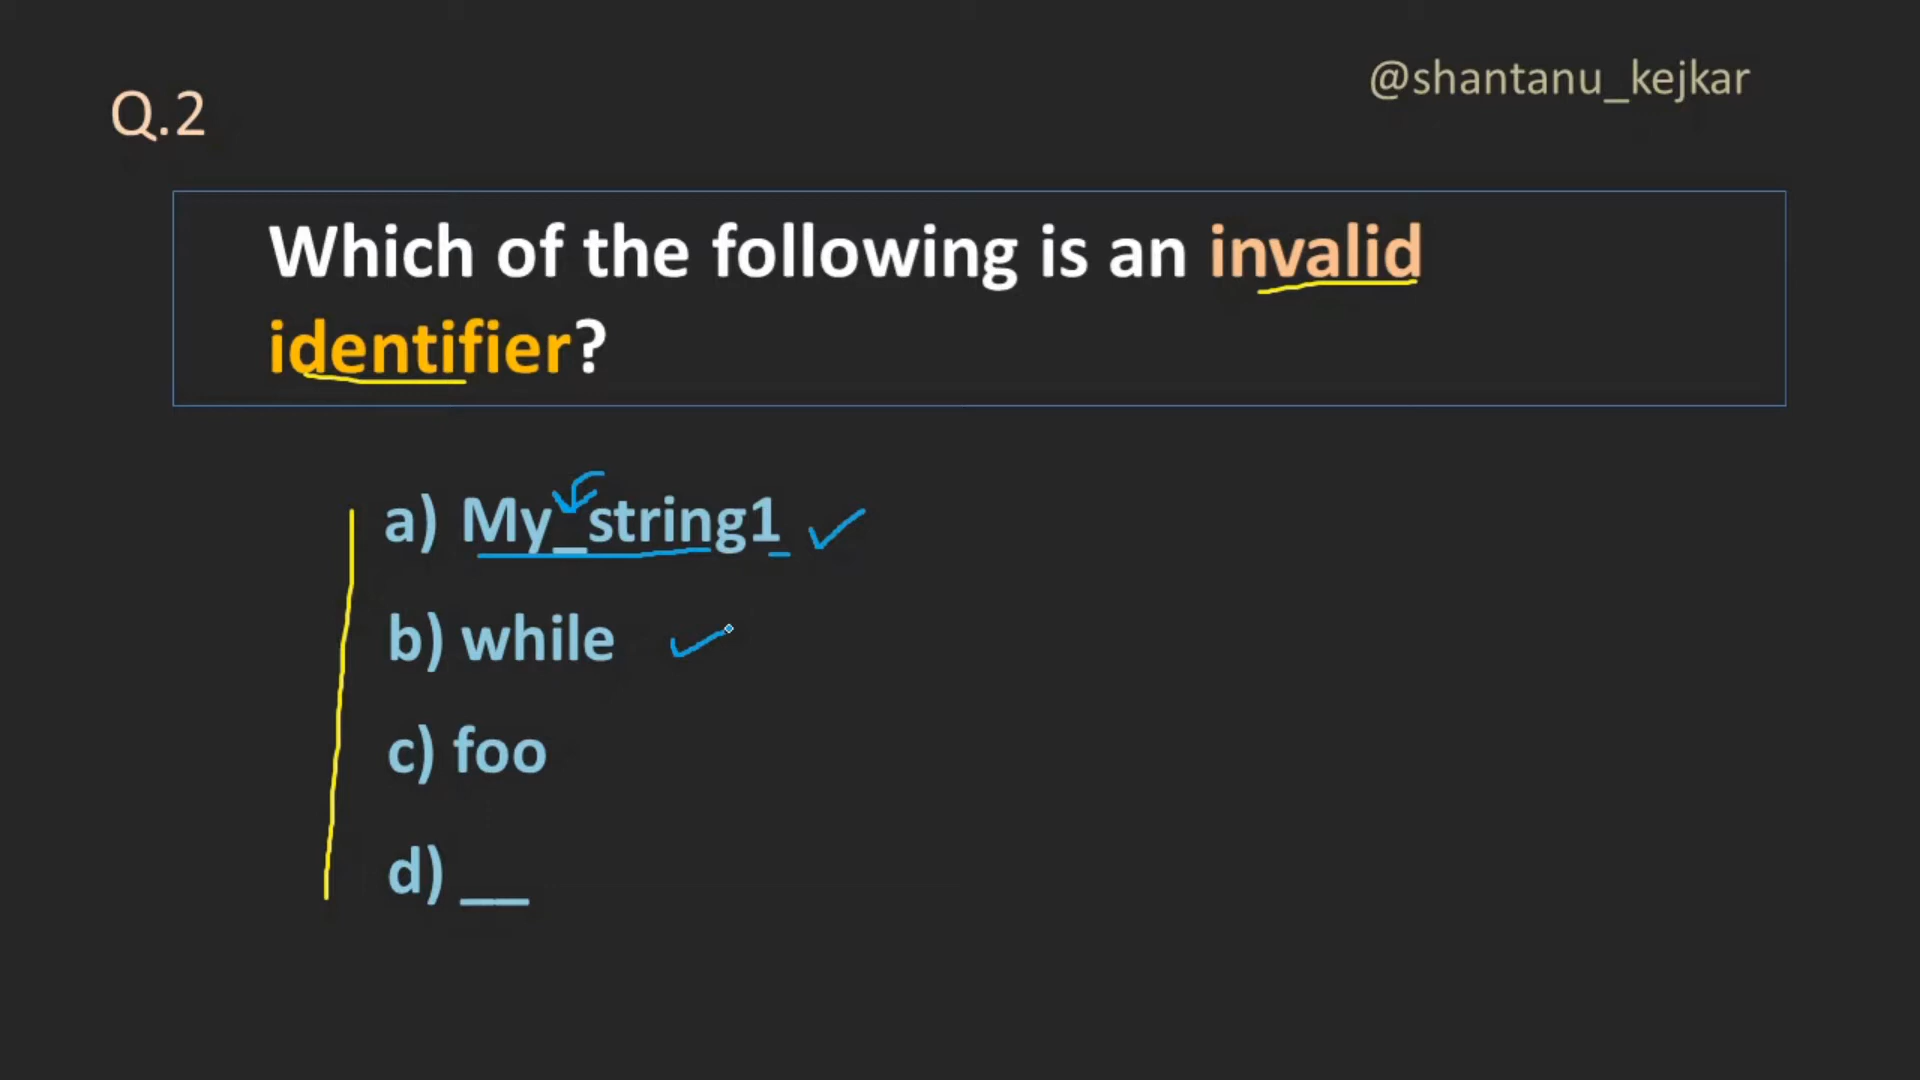 @shantanu_kejkar
Q.2
Which of the following is an invalid
identifier?
a) My_string1
b) while
c) foo
d) __